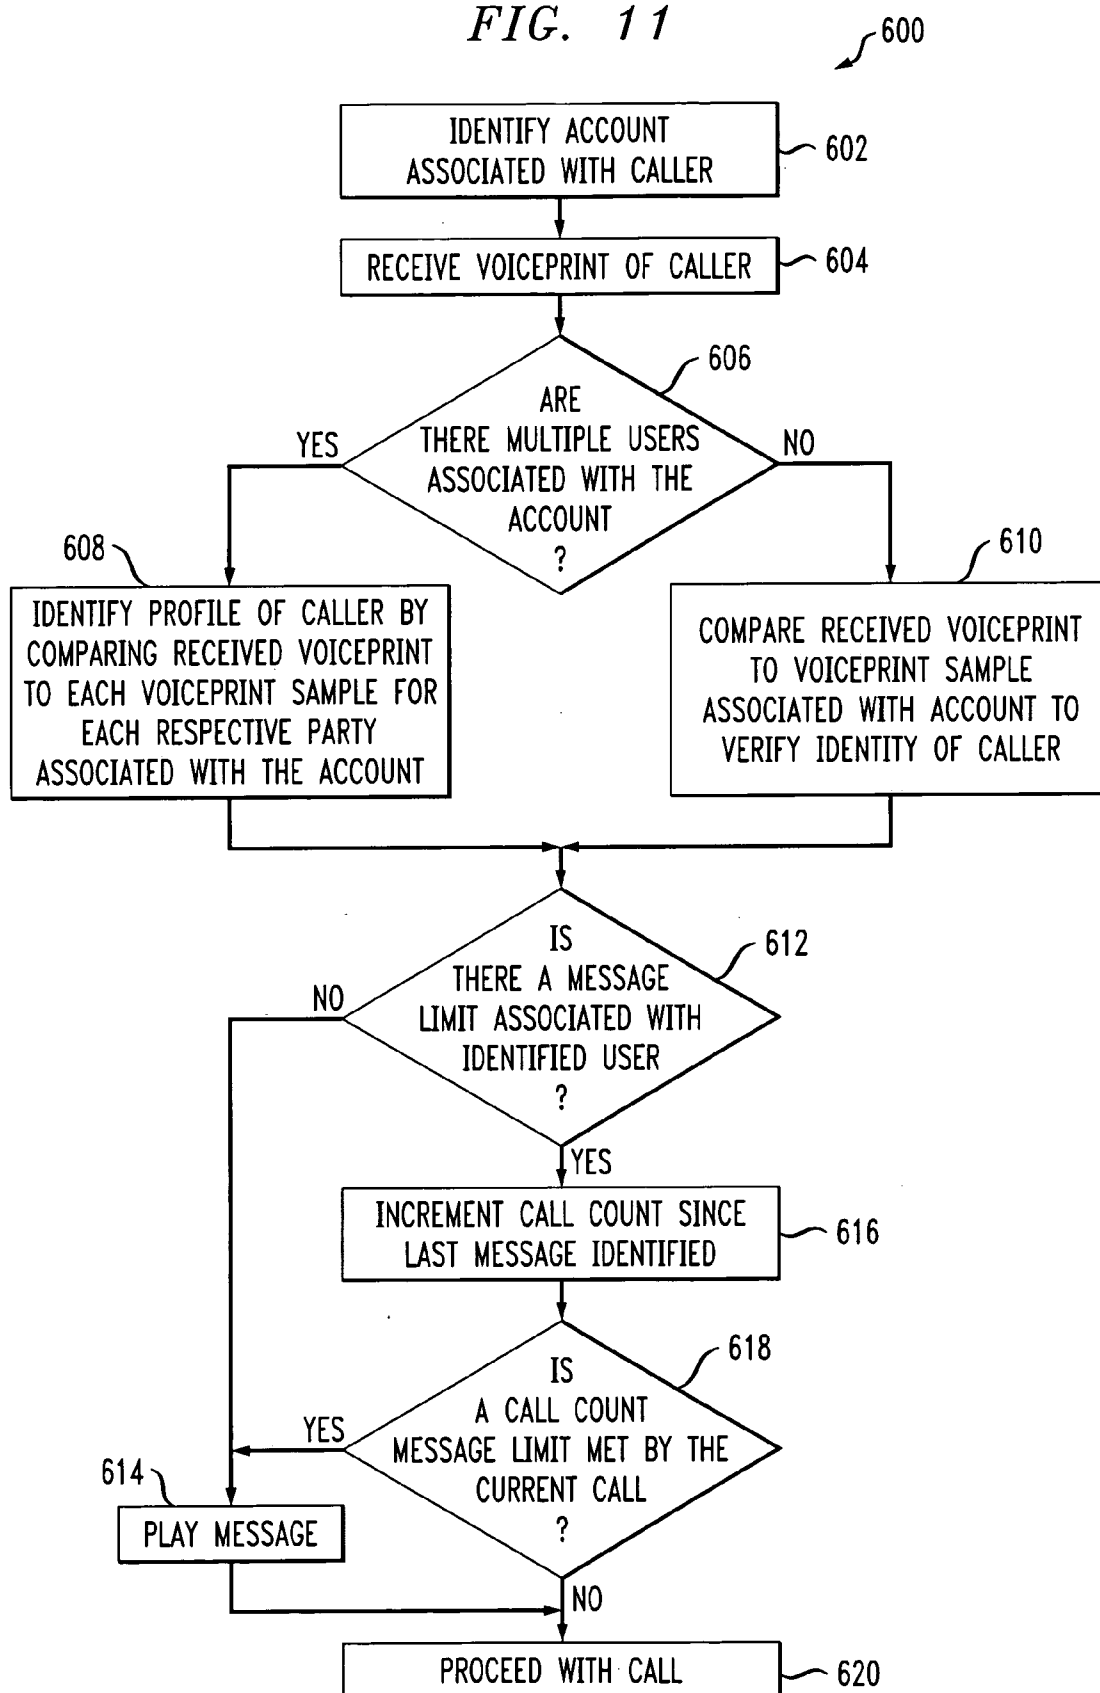 FIG. 11
600
IDENTIFY ACCOUNT
ASSOCIATED WITH CALLER
602
RECEIVE VOICEPRINT OF CALLER
604
606
ARE
THERE MULTIPLE USERS
ASSOCIATED WITH THE
ACCOUNT
?
YES
NO
608
IDENTIFY PROFILE OF CALLER BY
COMPARING RECEIVED VOICEPRINT
TO EACH VOICEPRINT SAMPLE FOR
EACH RESPECTIVE PARTY
ASSOCIATED WITH THE ACCOUNT
610
COMPARE RECEIVED VOICEPRINT
TO VOICEPRINT SAMPLE
ASSOCIATED WITH ACCOUNT TO
VERIFY IDENTITY OF CALLER
612
IS
THERE A MESSAGE
LIMIT ASSOCIATED WITH
IDENTIFIED USER
?
NO
YES
INCREMENT CALL COUNT SINCE
LAST MESSAGE IDENTIFIED
616
618
IS
A CALL COUNT
MESSAGE LIMIT MET BY THE
CURRENT CALL
?
YES
614
PLAY MESSAGE
NO
PROCEED WITH CALL
620